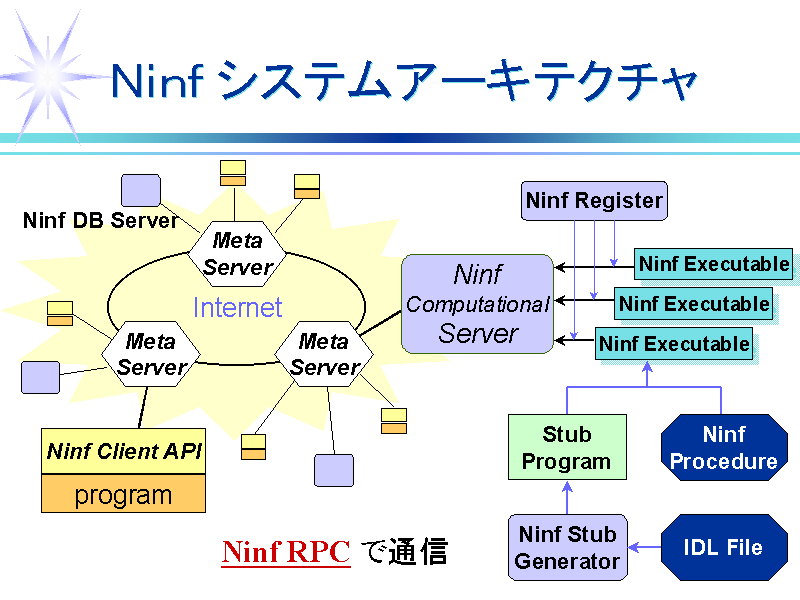 Ninf システムアーキテクチャ
Ninf DB Server
Meta
Server
Internet
Meta
Server
Meta
Server
Ninf Client API
program
Ninf
Computational
Server
Ninf Register
Ninf Executable
Ninf Executable
Ninf Executable
Stub
Program
Ninf
Procedure
Ninf Stub
Generator
IDL File
Ninf RPC で通信